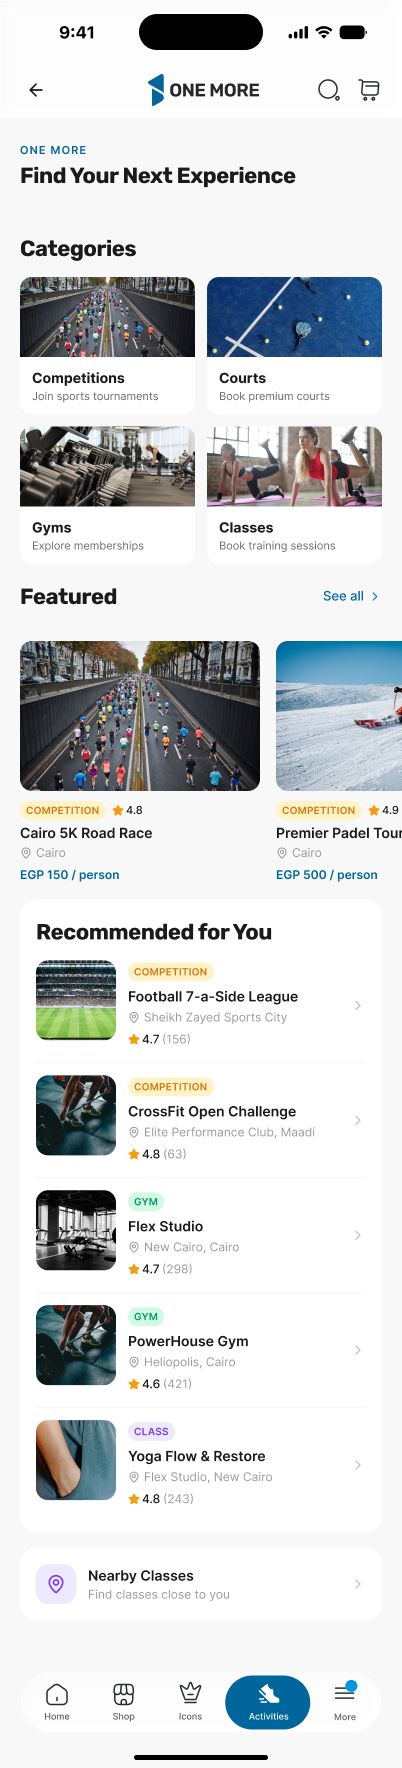 9:41
ONE MORE
ONE MORE
Find Your Next Experience
Categories
Competitions
Join sports tournaments
Courts
Book premium courts
Gyms
Explore memberships
Classes
Book training sessions
Featured
See all
COMPETITION 4.8
Cairo 5K Road Race
Cairo
EGP 150 / person
COMPETITION 4.9
Premier Padel Tour
Cairo
EGP 500 / person
Recommended for You
COMPETITION
Football 7-a-Side League
Sheikh Zayed Sports City
4.7 (156)
COMPETITION
CrossFit Open Challenge
Elite Performance Club, Maadi
4.8 (63)
GYM
Flex Studio
New Cairo, Cairo
4.7 (298)
GYM
PowerHouse Gym
Heliopolis, Cairo
4.6 (421)
CLASS
Yoga Flow & Restore
Flex Studio, New Cairo
4.8 (243)
Nearby Classes
Find classes close to you
Home
Shop
Icons
Activities
More